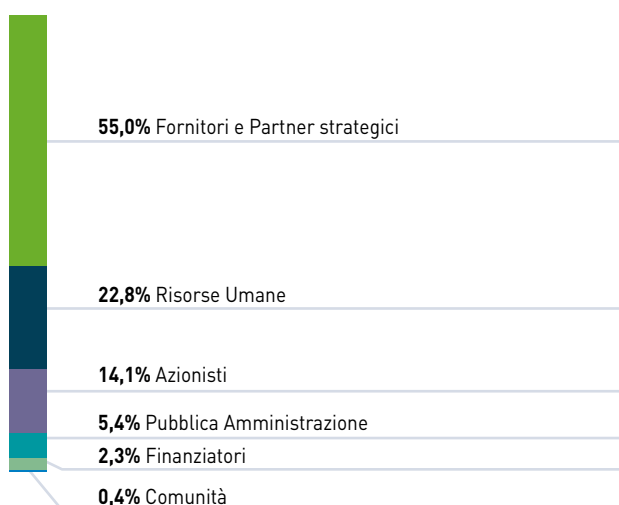 55,0% Fornitori e Partner strategici
22,8% Risorse Umane
14,1% Azionisti
5,4% Pubblica Amministrazione
2,3% Finanziatori
0,4% Comunità